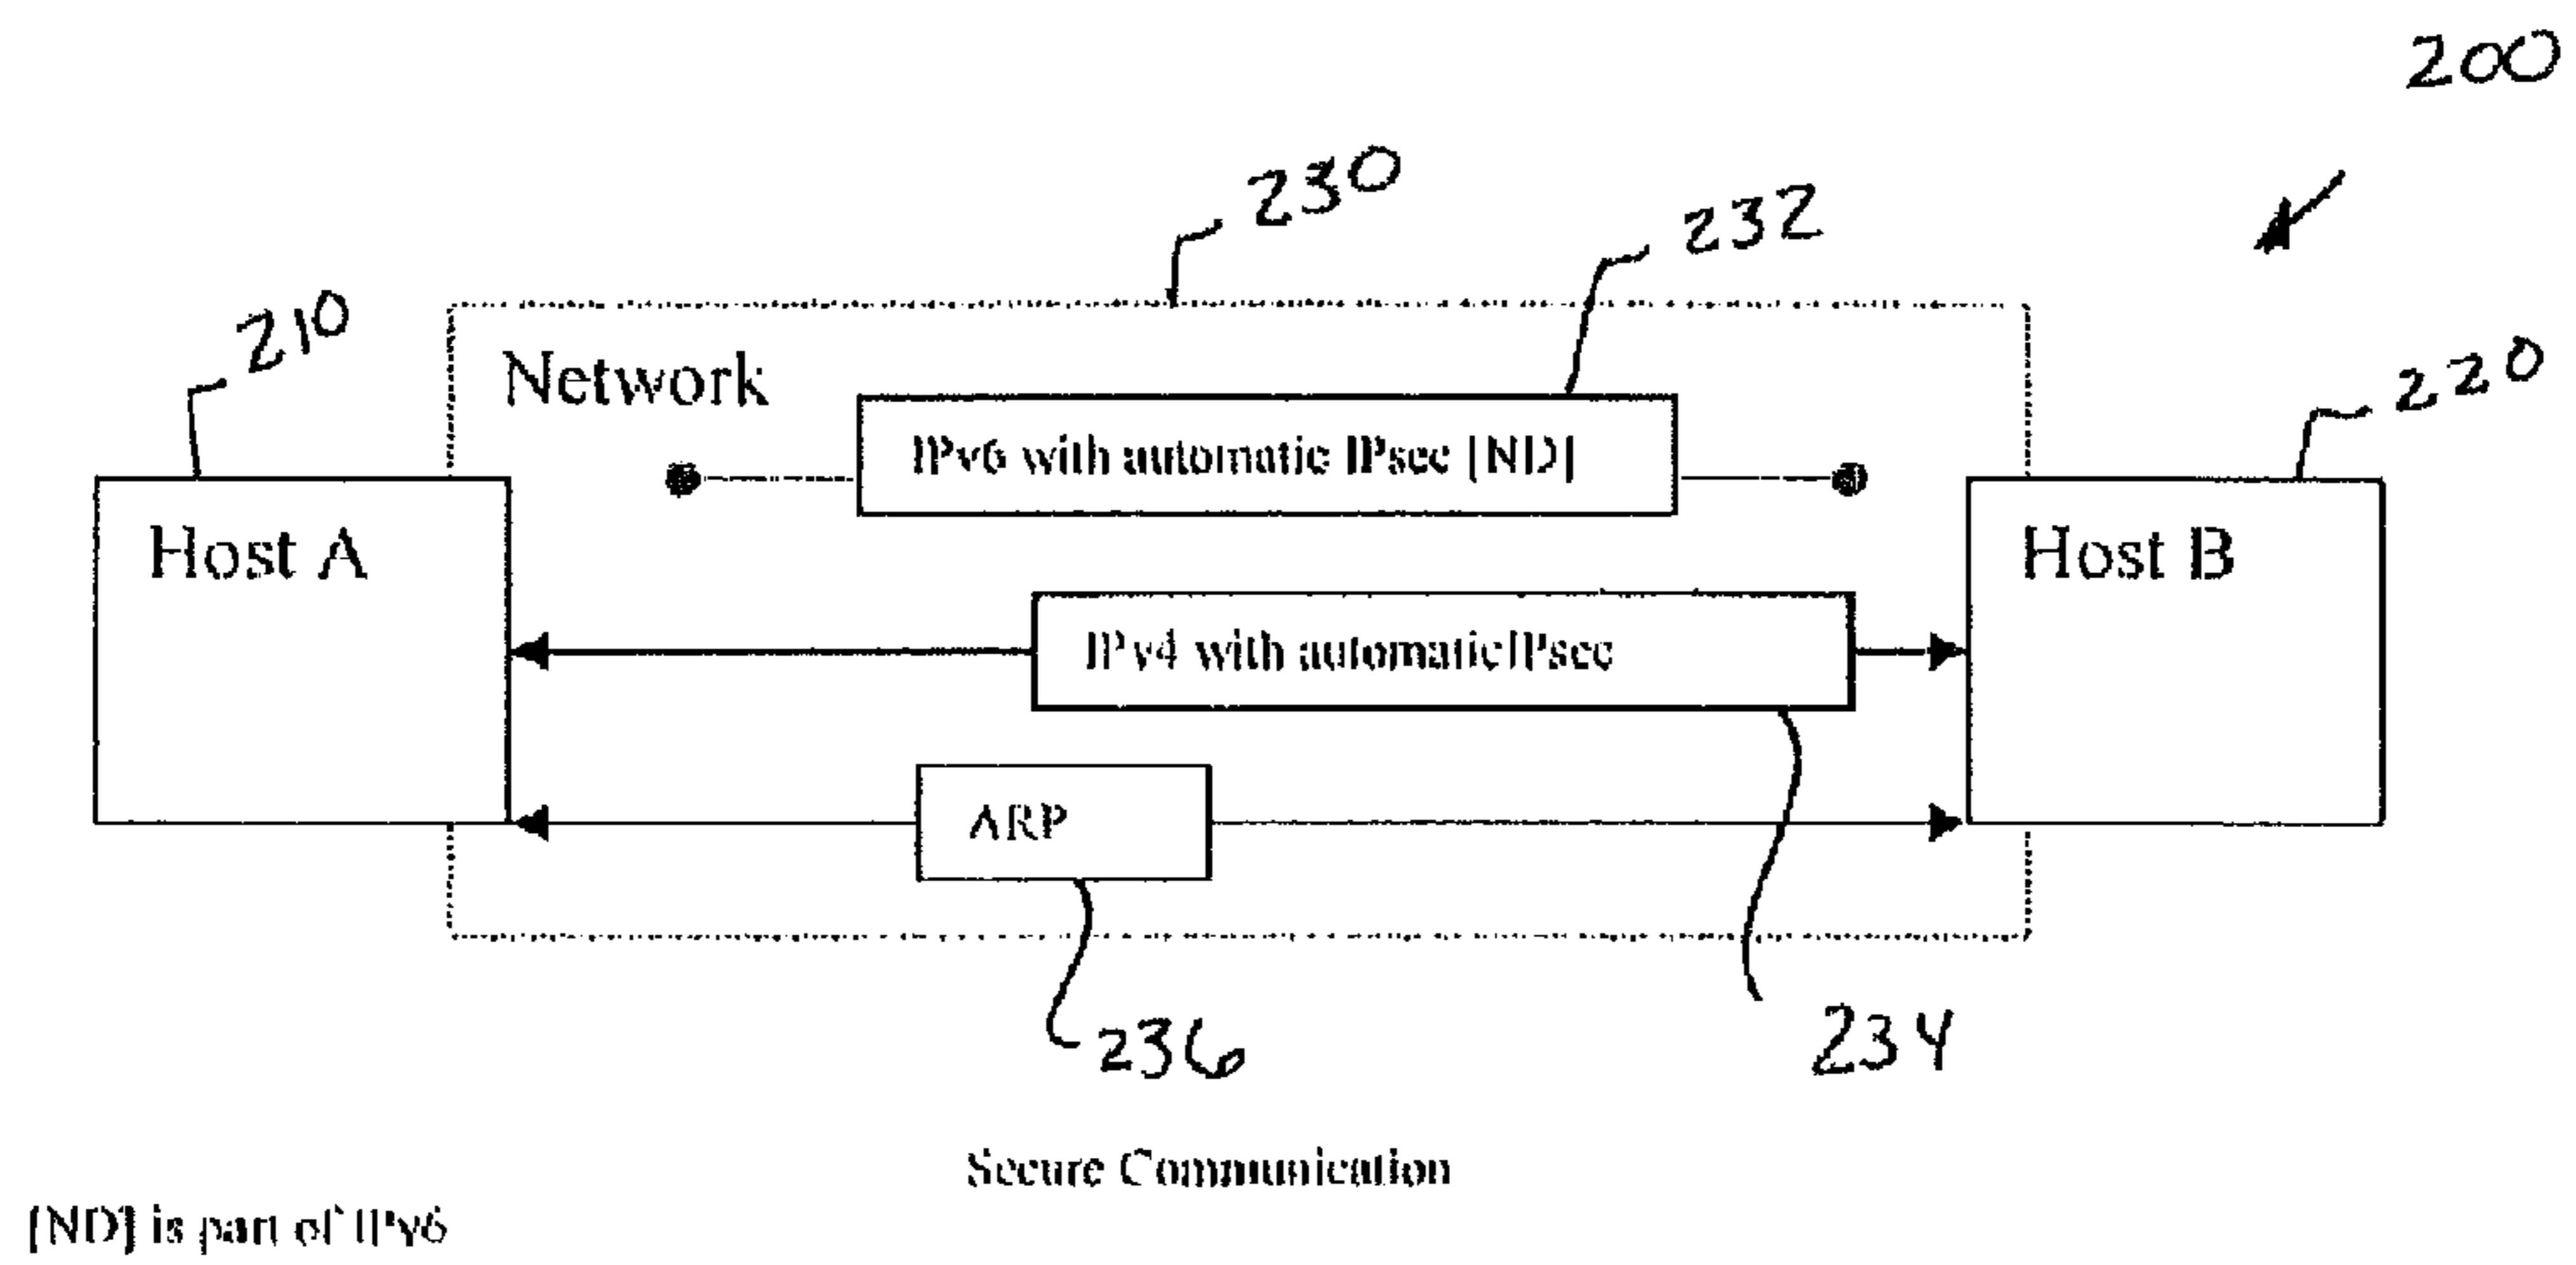 200
230
232
210
220
Network
IPv6 with automatic IPsec [ND]
Host A
Host B
IPv4 with automaticIPsec
ARP
236
234
Secure Communication
[ND] is part of IPv6